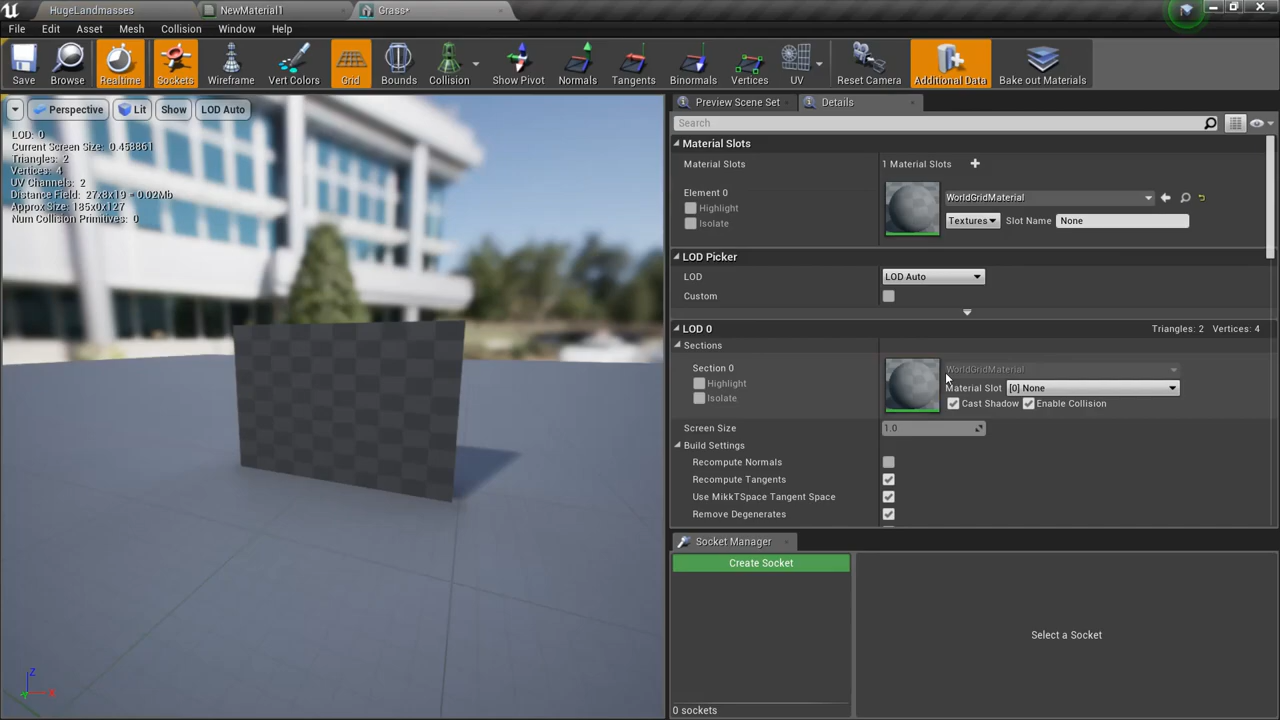 HugeLandmasses
NewMaterial1
Grass•
File Edit Asset Mesh Collision Window Help
Save Browse Realtime Sockets Wireframe Vert Colors Grid Bounds Collision Show Pivot Normals Tangents Binormals Vertices UV Reset Camera Additional Data Bake out Materials
Perspective Lit Show LOD Auto
LOD: 0
Current Screen Size: 0.453861
Triangles: 2
Vertices: 4
UV Channels: 2
Distance Field: 27x8x19 = 0.02Mb
Approx Size: 185x0x127
Num Collision Primitives: 0
Z
X
Preview Scene Set
Details
Search
Material Slots
Material Slots 1 Material Slots
Element 0
Highlight
Isolate
WorldGridMaterial
Textures Slot Name None
LOD Picker
LOD LOD Auto
Custom
LOD 0 Triangles: 2 Vertices: 4
Sections
Section 0
Highlight
Isolate
WorldGridMaterial
Material Slot [0] None
Cast Shadow Enable Collision
Screen Size 1.0
Build Settings
Recompute Normals
Recompute Tangents
Use MikkTSpace Tangent Space
Remove Degenerates
Socket Manager
Create Socket
Select a Socket
0 sockets